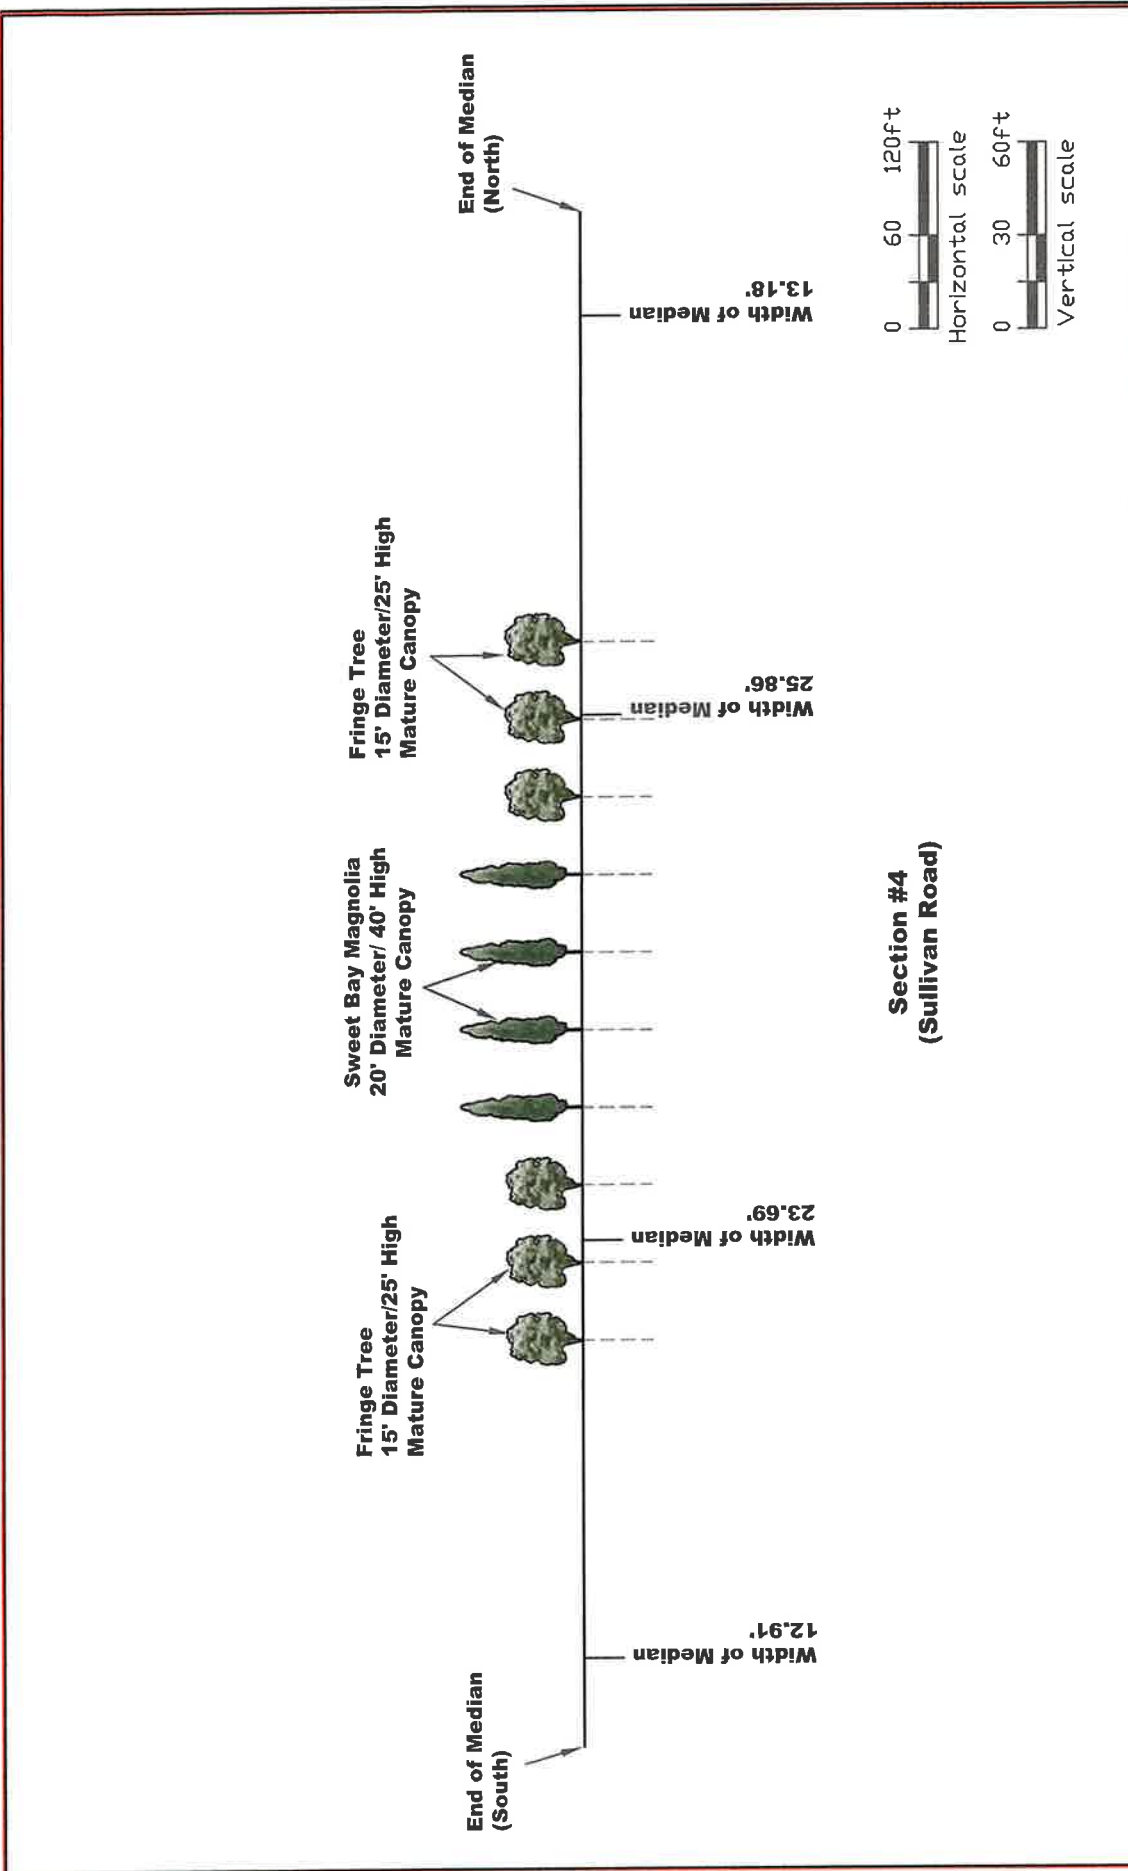 End of Median
(South)
Fringe Tree
15' Diameter/25' High
Mature Canopy
Sweet Bay Magnolia
20' Diameter/ 40' High
Mature Canopy
Fringe Tree
15' Diameter/25' High
Mature Canopy
End of Median
(North)
Width of Median
12.91'
Width of Median
23.69'
Width of Median
25.86'
Width of Median
13.18'
Section #4
(Sullivan Road)
0 60 120ft
Horizontal scale
0 30 60ft
Vertical scale